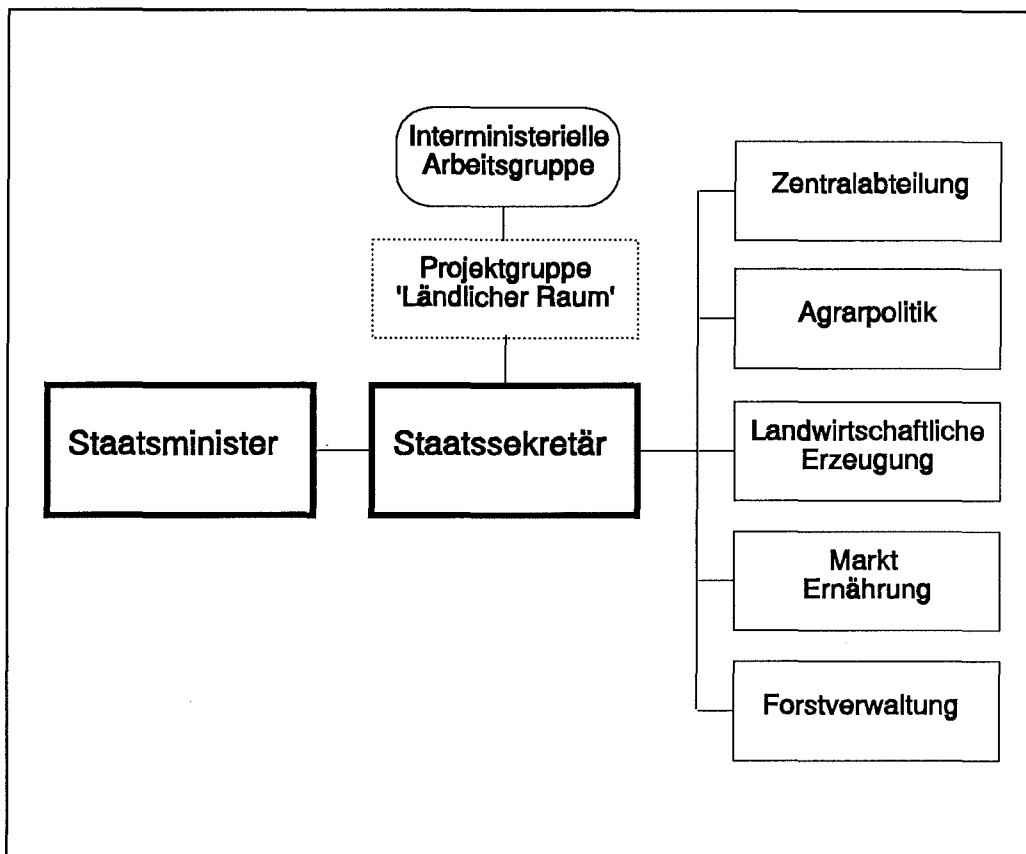 Interministerielle
Arbeitsgruppe
Projektgruppe
'Ländlicher Raum'
Staatsminister
Staatssekretär
Zentralabteilung
Agrarpolitik
Landwirtschaftliche
Erzeugung
Markt
Ernährung
Forstverwaltung